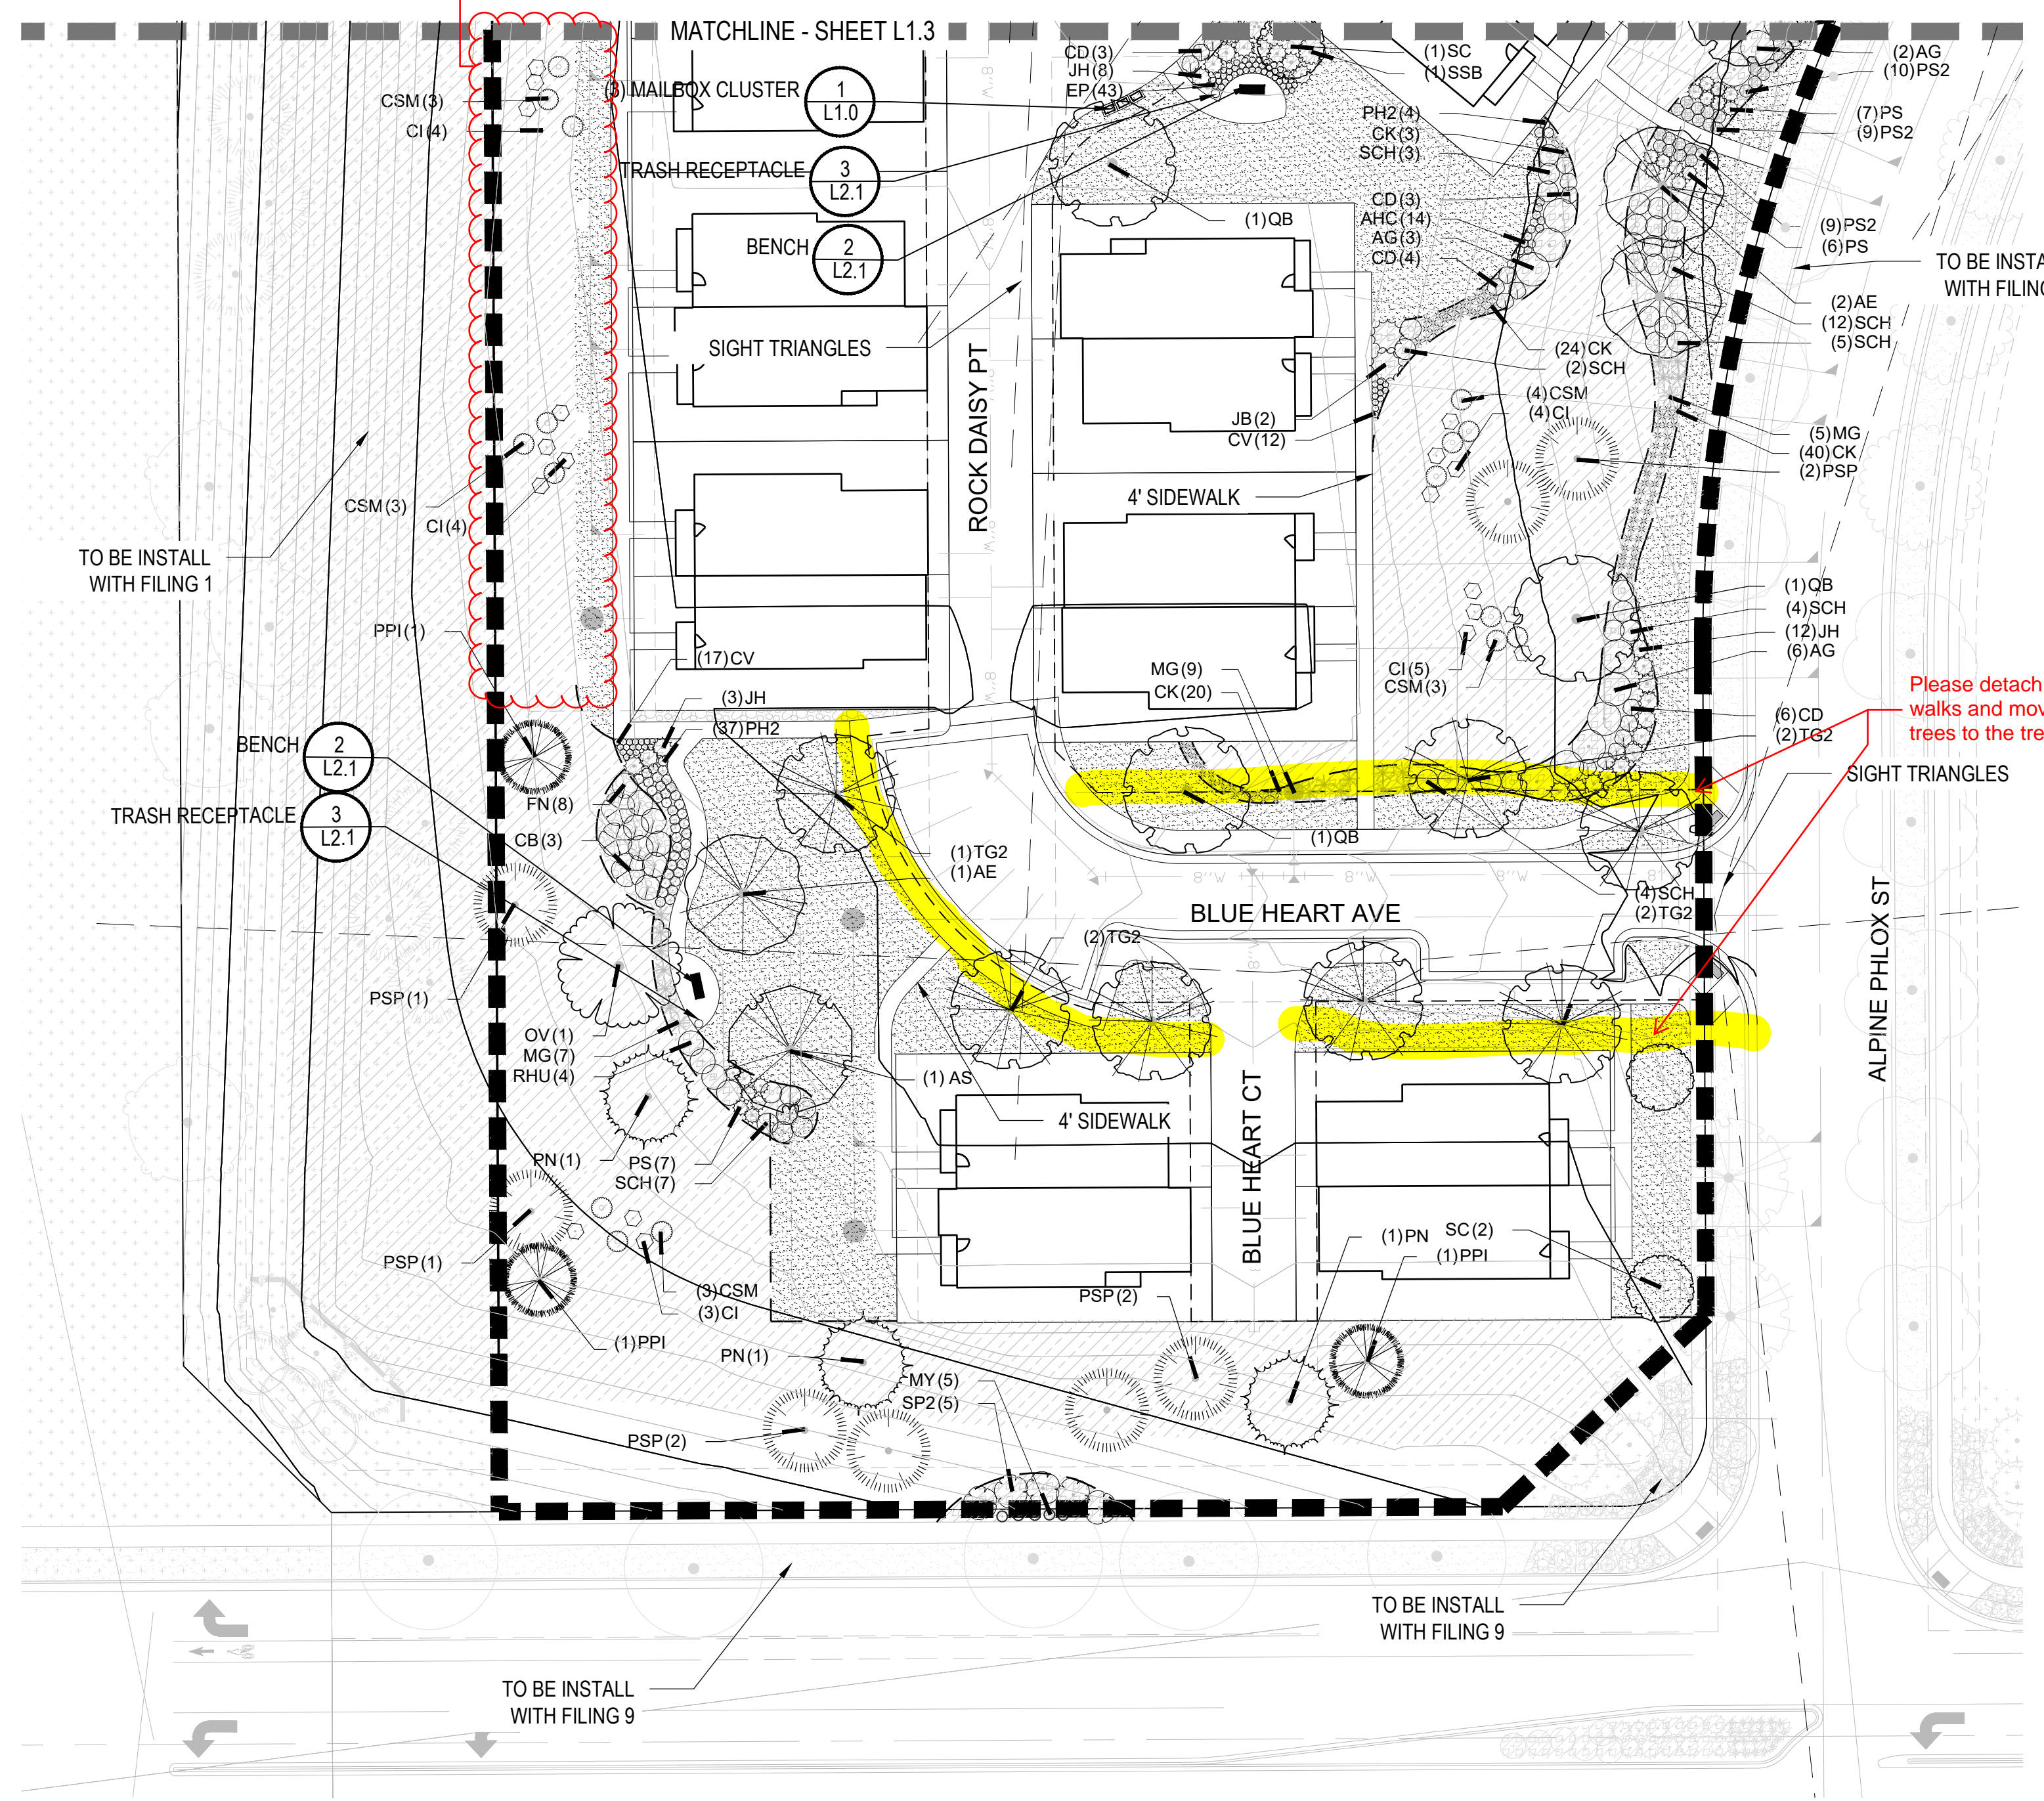 MATCHLINE - SHEET L1.3
CD(3)
JH(8)
EP(43)
(1)SC
(1)SSB
(2)AG
(10)PS2
(7)PS
(9)PS2
CSM(3)
CI(4)
(3) MAILBOX CLUSTER
1
L1.0
TRASH RECEPTACLE
3
L2.1
BENCH
2
L2.1
PH2(4)
CK(3)
SCH(3)
CD(3)
AHC(14)
AG(3)
CD(4)
(1)QB
(9)PS2
(6)PS
TO BE INSTA
WITH FILING
(2)AE
(12)SCH
(5)SCH
SIGHT TRIANGLES
ROCK DAISY PT
(24)CK
(2)SCH
(4)CSM
(4)CI
JB(2)
CV(12)
(5)MG
(40)CK
(2)PSP
4' SIDEWALK
CSM(3)
CI(4)
TO BE INSTALL
WITH FILING 1
PPI(1)
(17)CV
(3)JH
(37)PH2
MG(9)
CK(20)
CI(5)
CSM(3)
(1)QB
(4)SCH
(12)JH
(6)AG
(6)CD
(2)TG2
Please detach
walks and mov
trees to the tre
SIGHT TRIANGLES
BENCH
2
L2.1
TRASH RECEPTACLE
3
L2.1
FN(8)
CB(3)
(1)TG2
(1)AE
(1)QB
(4)SCH
(2)TG2
8''W
8''W
8''W
BLUE HEART AVE
(2)TG2
ALPINE PHLOX ST
PSP(1)
OV(1)
MG(7)
RHU(4)
(1) AS
4' SIDEWALK
BLUE HEART CT
PN(1)
PS(7)
SCH(7)
PSP(1)
(3)CSM
(3)CI
(1)PPI
PSP(2)
(1)PN
SC(2)
(1)PPI
PN(1)
MY(5)
SP2(5)
PSP(2)
TO BE INSTALL
WITH FILING 9
TO BE INSTALL
WITH FILING 9